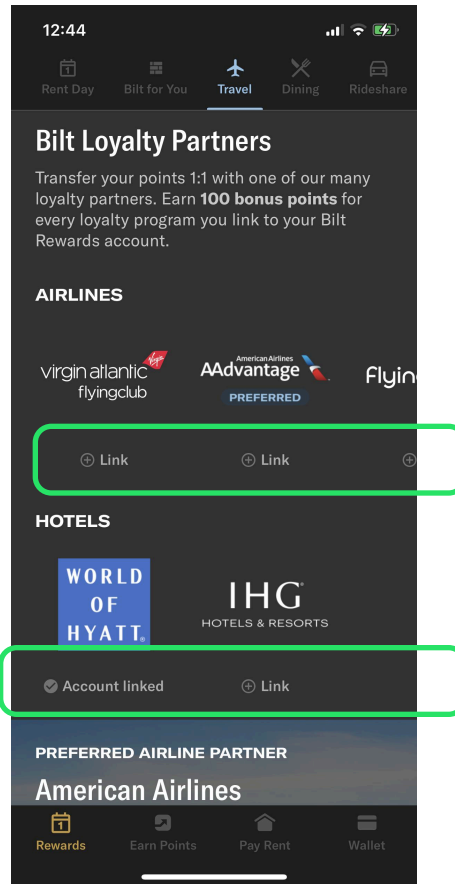 12:44
Rent Day
Bilt for You
Travel
Dining
Rideshare
Bilt Loyalty Partners
Transfer your points 1:1 with one of our many
loyalty partners. Earn 100 bonus points for
every loyalty program you link to your Bilt
Rewards account.
AIRLINES
virgin atlantic
flyingclub
American Airlines
AAdvantage
PREFERRED
Flyin
Link
Link
HOTELS
WORLD
OF
HYATT
IHG
HOTELS & RESORTS
Account linked
Link
PREFERRED AIRLINE PARTNER
American Airlines
Rewards
Earn Points
Pay Rent
Wallet